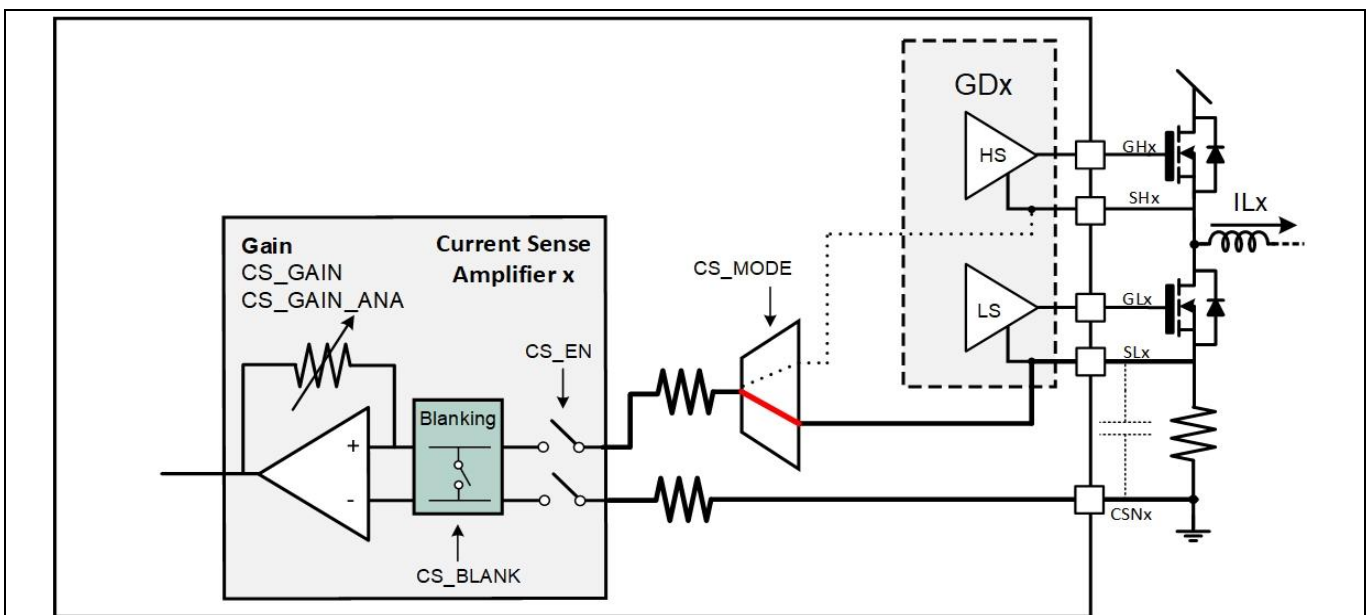 GDx
HS
GHx
SHx
ILx
Gain
CS_GAIN
CS_GAIN_ANA
Current Sense
Amplifier x
CS_MODE
LS
GLx
SLx
CS_EN
Blanking
+
-
CSNx
CS_BLANK